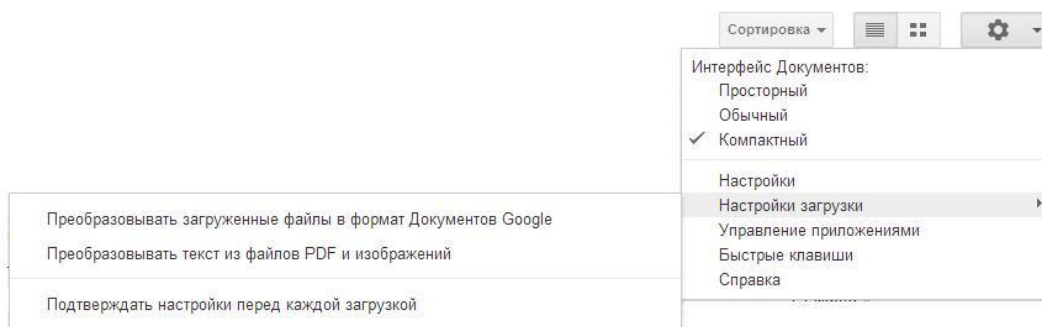 Сортировка
Интерфейс Документов:
Просторный
Обычный
Компактный
Настройки
Настройки загрузки
Управление приложениями
Быстрые клавиши
Справка
Преобразовывать загруженные файлы в формат Документов Google
Преобразовывать текст из файлов PDF и изображений
Подтверждать настройки перед каждой загрузкой